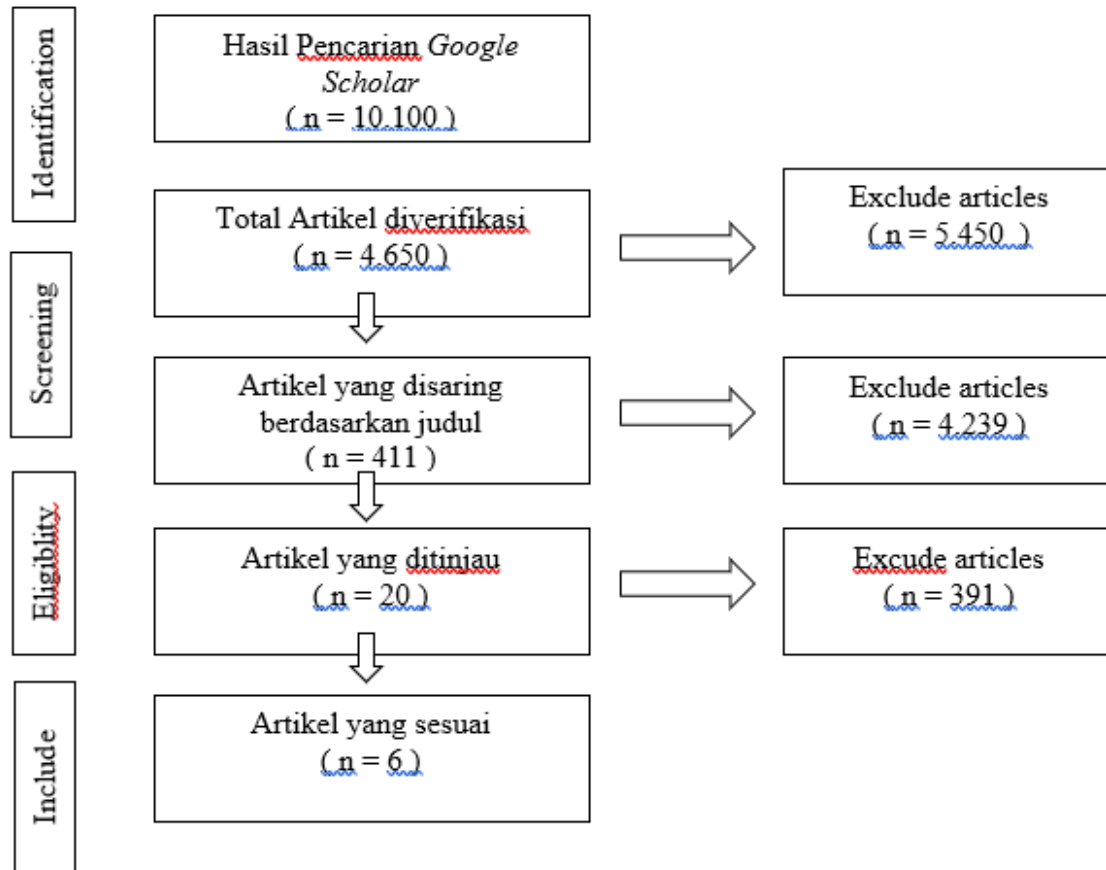 Identification
Hasil Pencarian Google
Scholar
( n = 10.100 )
Total Artikel diverifikasi
( n = 4.650 )
Exclude articles
( n = 5.450  )
Screening
Artikel yang disaring
berdasarkan judul
( n = 411 )
Exclude articles
( n = 4.239 )
Eligiblity
Artikel yang ditinjau
( n = 20 )
Excude articles
( n = 391 )
Include
Artikel yang sesuai
( n = 6 )